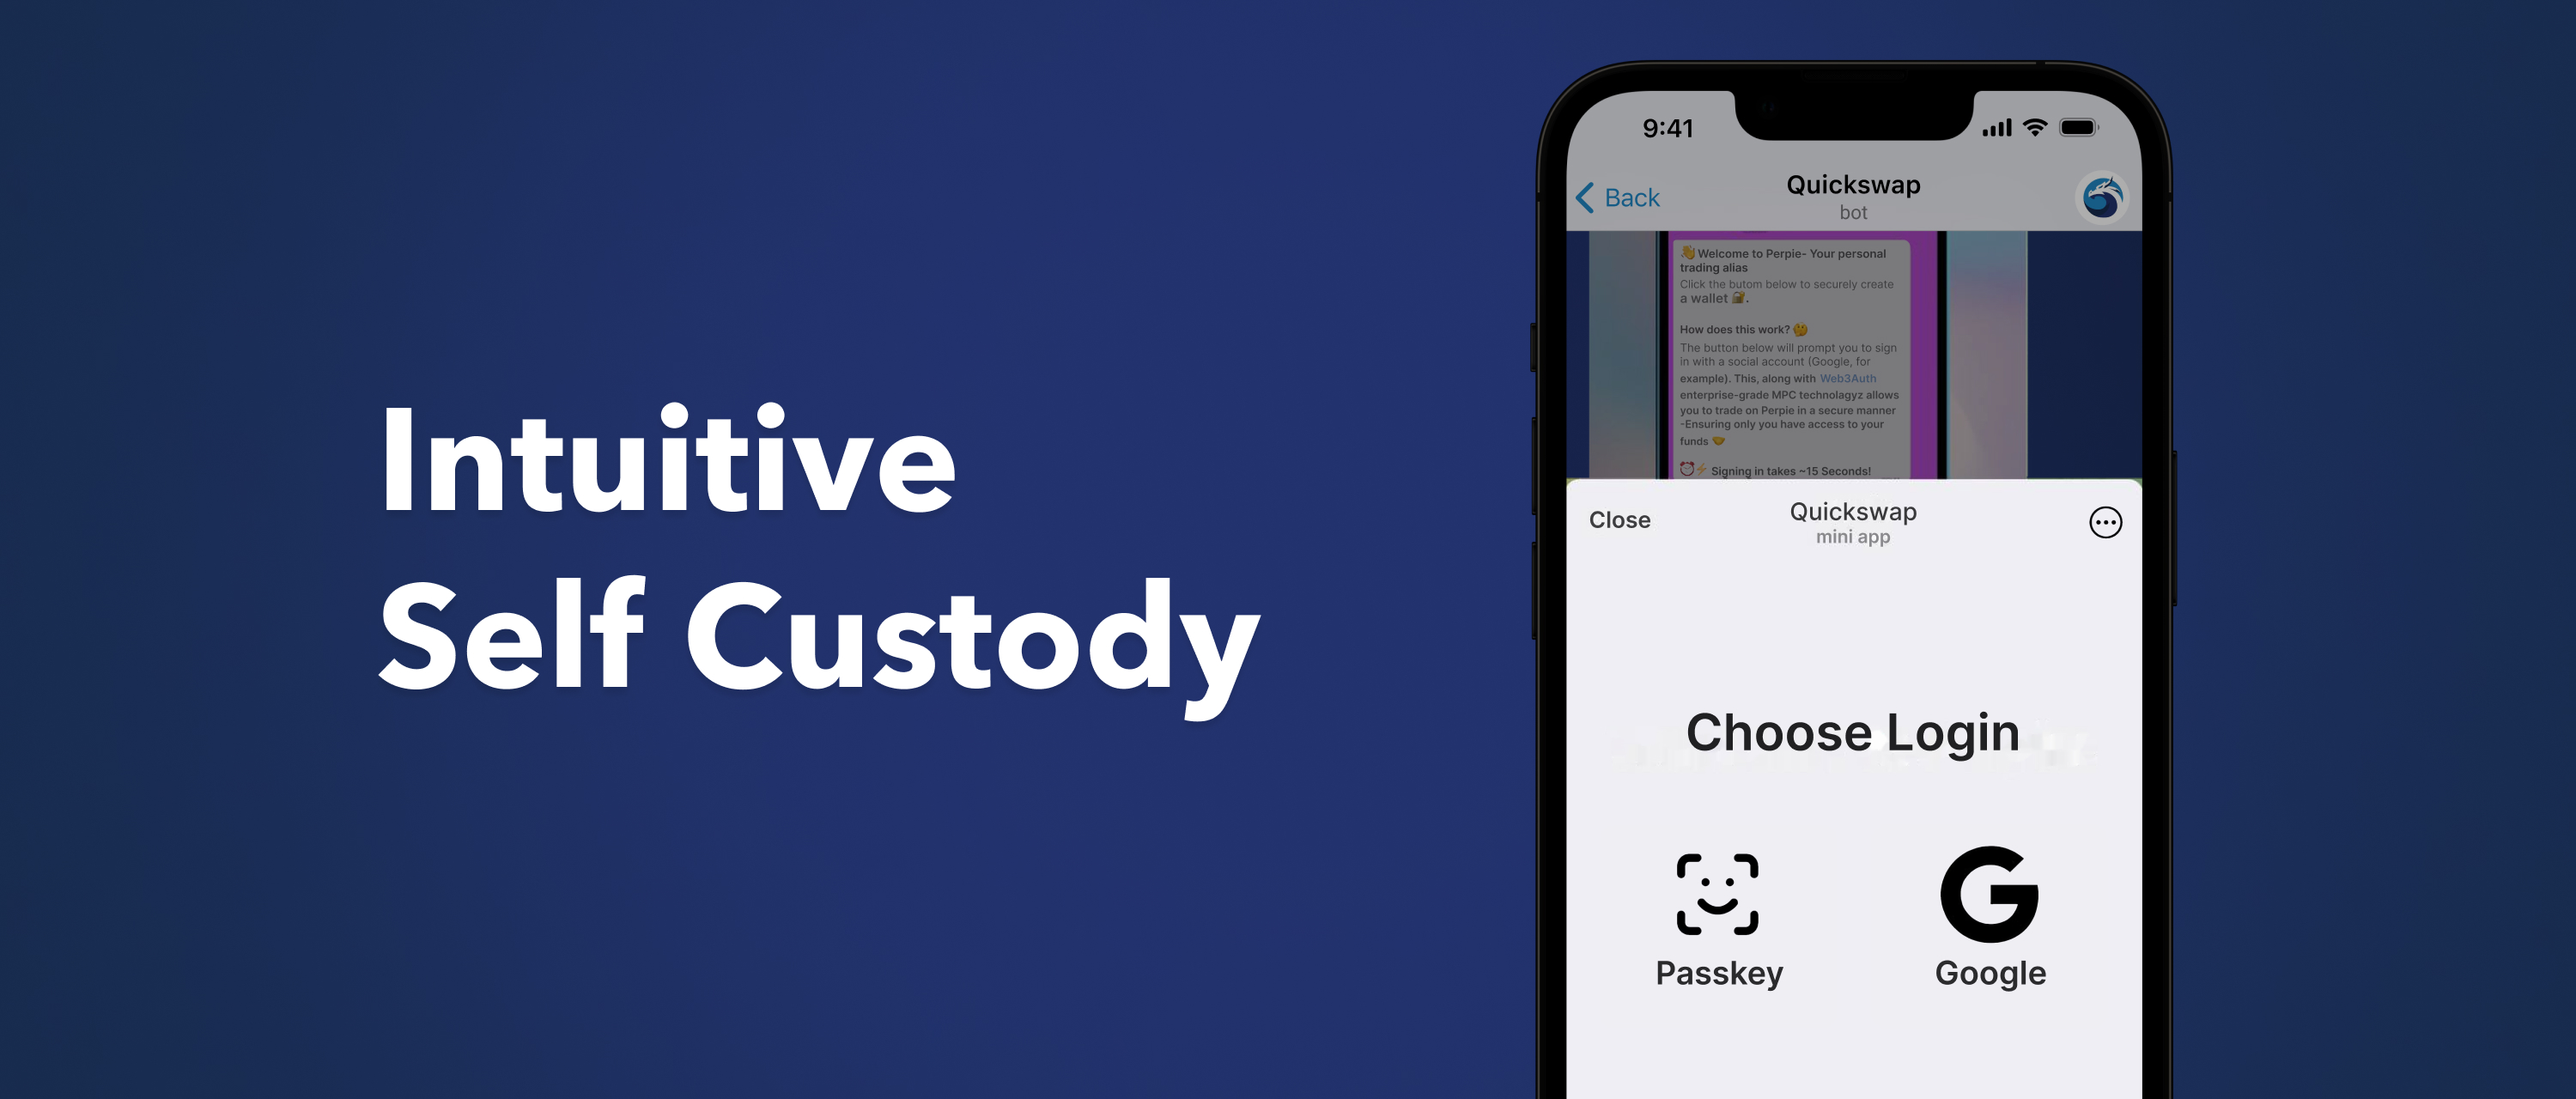 Intuitive
Self Custody
9:41
Back
Quickswap
bot
👋 Welcome to Perpie- Your personal
trading alias
Click the butom below to securely create
a wallet 🔐.
How does this work? 🤔
The button below will prompt you to sign
in with a social account (Google, for
example). This, along with Web3Auth
enterprise-grade MPC technolagyz allows
you to trade on Perpie in a secure manner
-Ensuring only you have access to your
funds 🤝
⏰⚡ Signing in takes ~15 Seconds!
Close
Quickswap
mini app
Choose Login
Passkey
Google